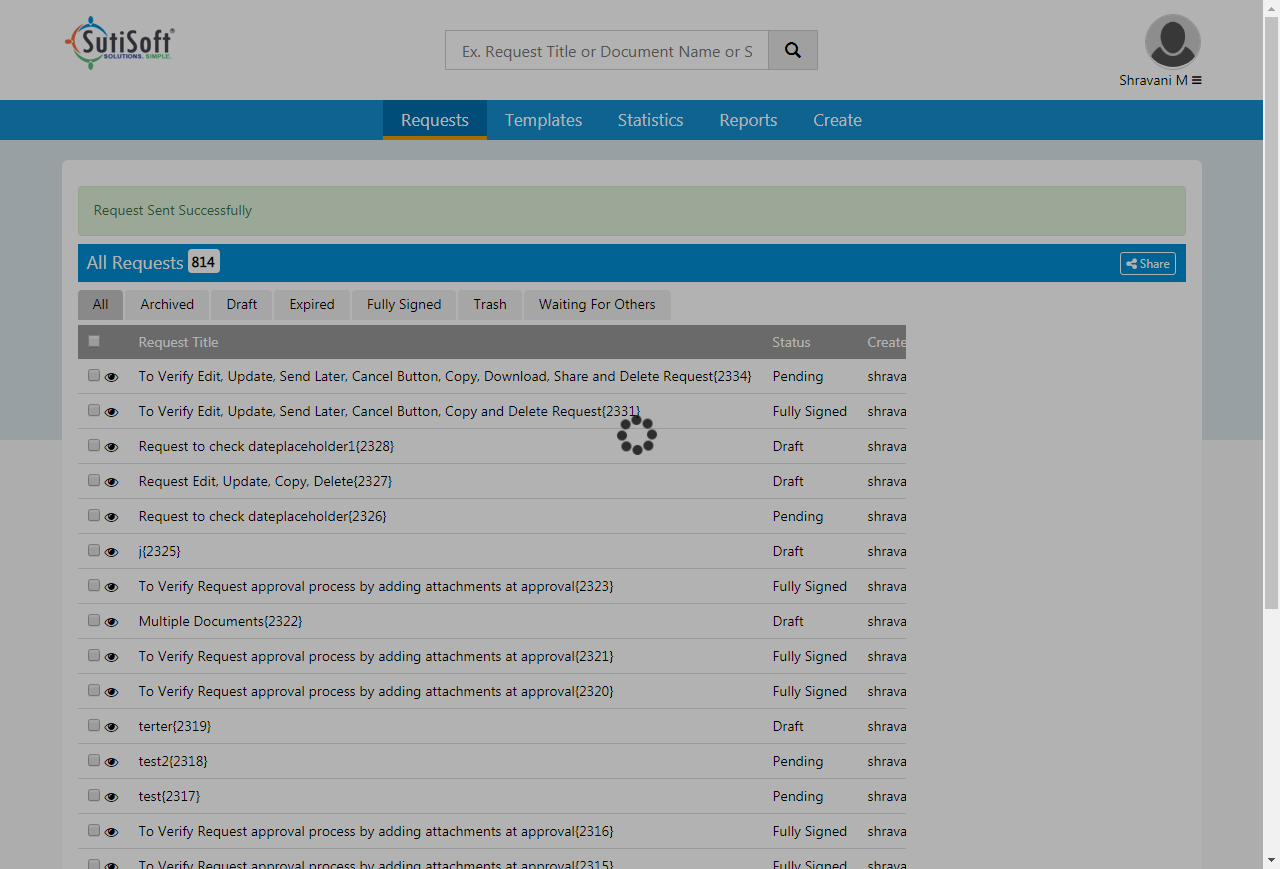 SutiSoft
SOLUTIONS. SIMPLE.
Ex. Request Title or Document Name or S
Shravani M
Requests Templates Statistics Reports Create
Request Sent Successfully
All Requests 814 Share
All Archived Draft Expired Fully Signed Trash Waiting For Others
Request Title Status Create
To Verify Edit, Update, Send Later, Cancel Button, Copy, Download, Share and Delete Request{2334} Pending shrava
To Verify Edit, Update, Send Later, Cancel Button, Copy and Delete Request{2331} Fully Signed shrava
Request to check dateplaceholder1{2328} Draft shrava
Request Edit, Update, Copy, Delete{2327} Draft shrava
Request to check dateplaceholder{2326} Pending shrava
j{2325} Draft shrava
To Verify Request approval process by adding attachments at approval{2323} Fully Signed shrava
Multiple Documents{2322} Draft shrava
To Verify Request approval process by adding attachments at approval{2321} Fully Signed shrava
To Verify Request approval process by adding attachments at approval{2320} Fully Signed shrava
terter{2319} Draft shrava
test2{2318} Pending shrava
test{2317} Pending shrava
To Verify Request approval process by adding attachments at approval{2316} Fully Signed shrava
To Verify Request approval process by adding attachments at approval{2315} Fully Signed shrava